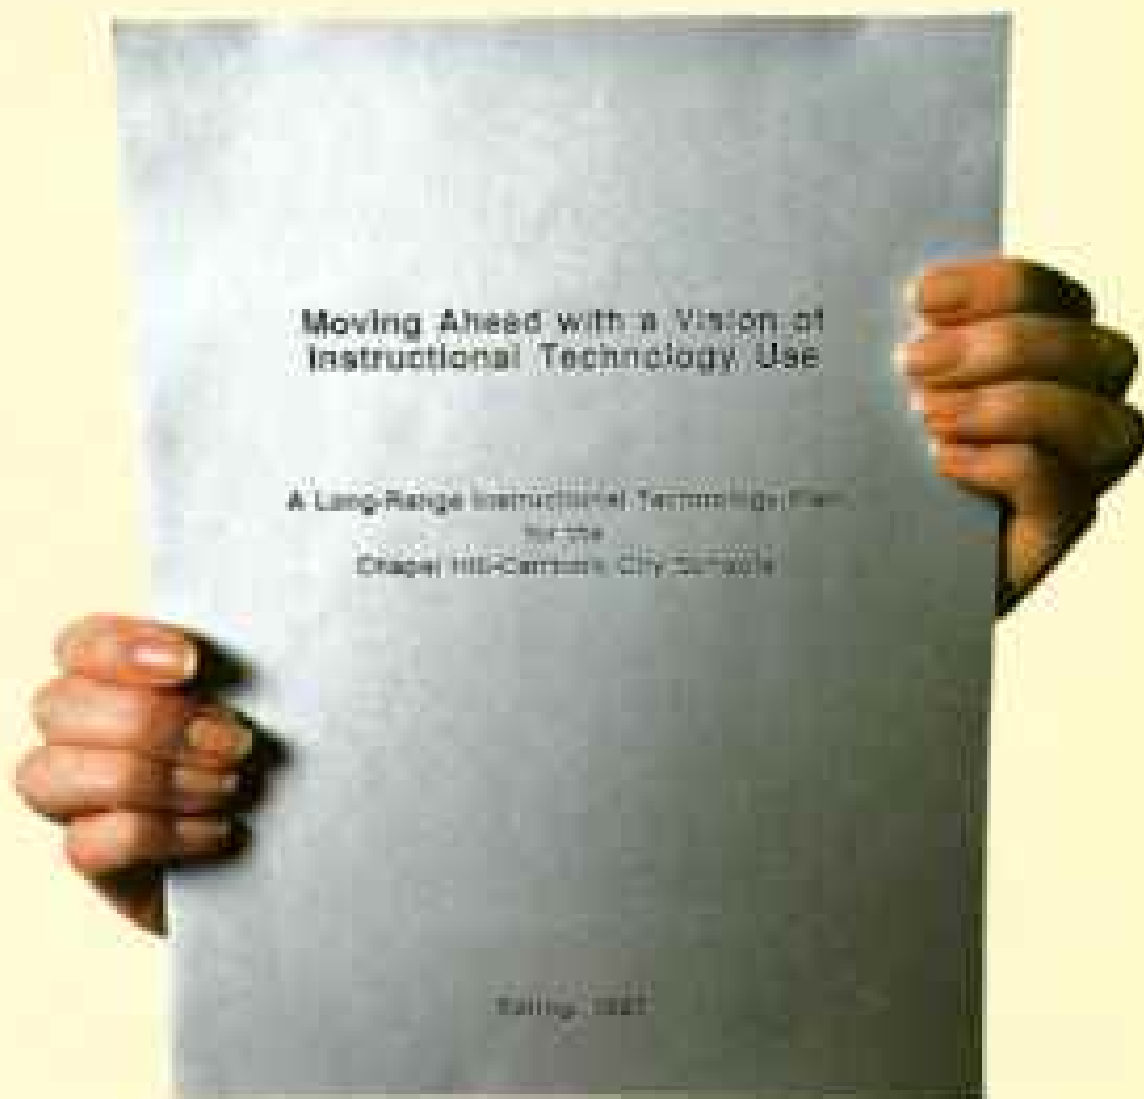 Moving Ahead with a Vision of
Instructional Technology Use
A Long-Range Instructional Technology Plan
for the
Chapel Hill-Carrboro City Schools
Spring,